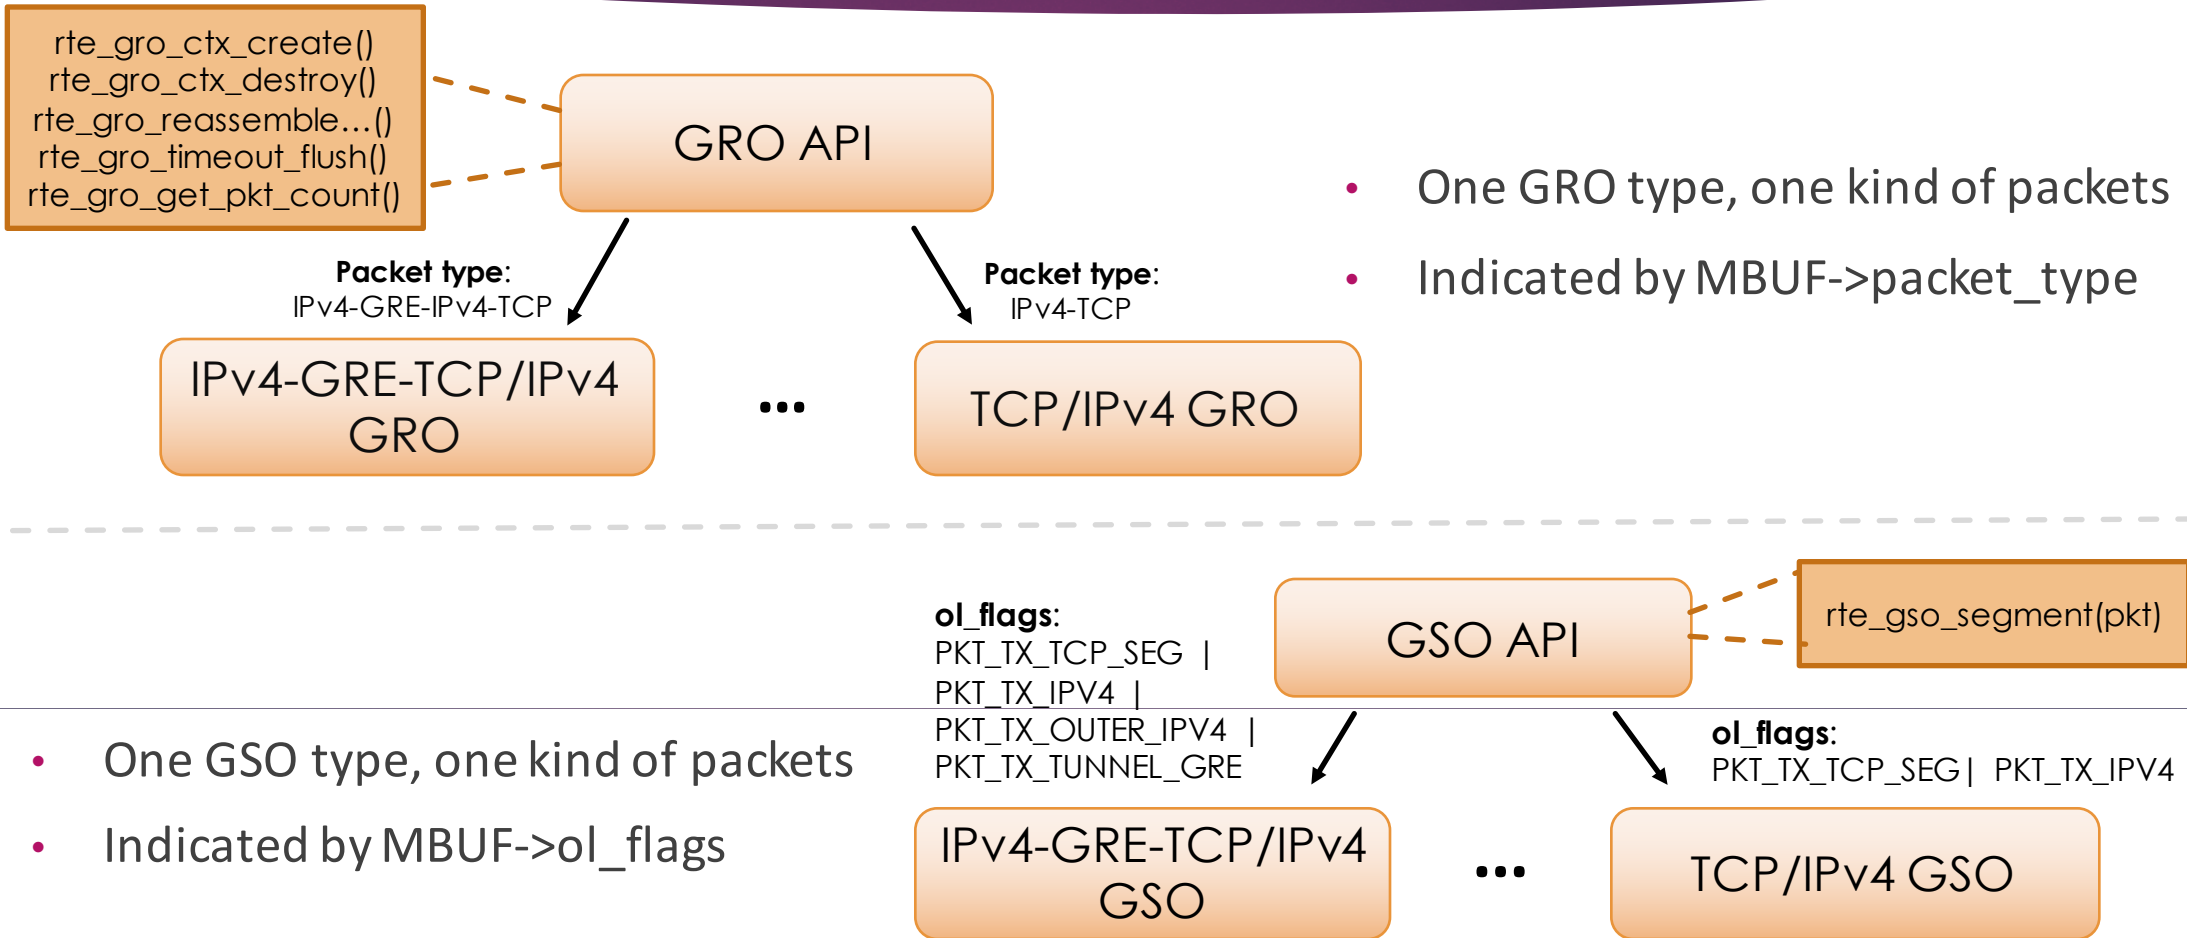 rte_gro_ctx_create()
rte_gro_ctx_destroy()
rte_gro_reassemble...()
rte_gro_timeout_flush()
rte_gro_get_pkt_count()
GRO API
• One GRO type, one kind of packets
• Indicated by MBUF->packet_type
Packet type:
IPv4-GRE-IPv4-TCP
Packet type:
IPv4-TCP
IPv4-GRE-TCP/IPv4
GRO
...
TCP/IPv4 GRO
GSO API
rte_gso_segment(pkt)
ol_flags:
PKT_TX_TCP_SEG |
PKT_TX_IPV4 |
PKT_TX_OUTER_IPV4 |
PKT_TX_TUNNEL_GRE
ol_flags:
PKT_TX_TCP_SEG| PKT_TX_IPV4
• One GSO type, one kind of packets
• Indicated by MBUF->ol_flags
IPv4-GRE-TCP/IPv4
GSO
...
TCP/IPv4 GSO